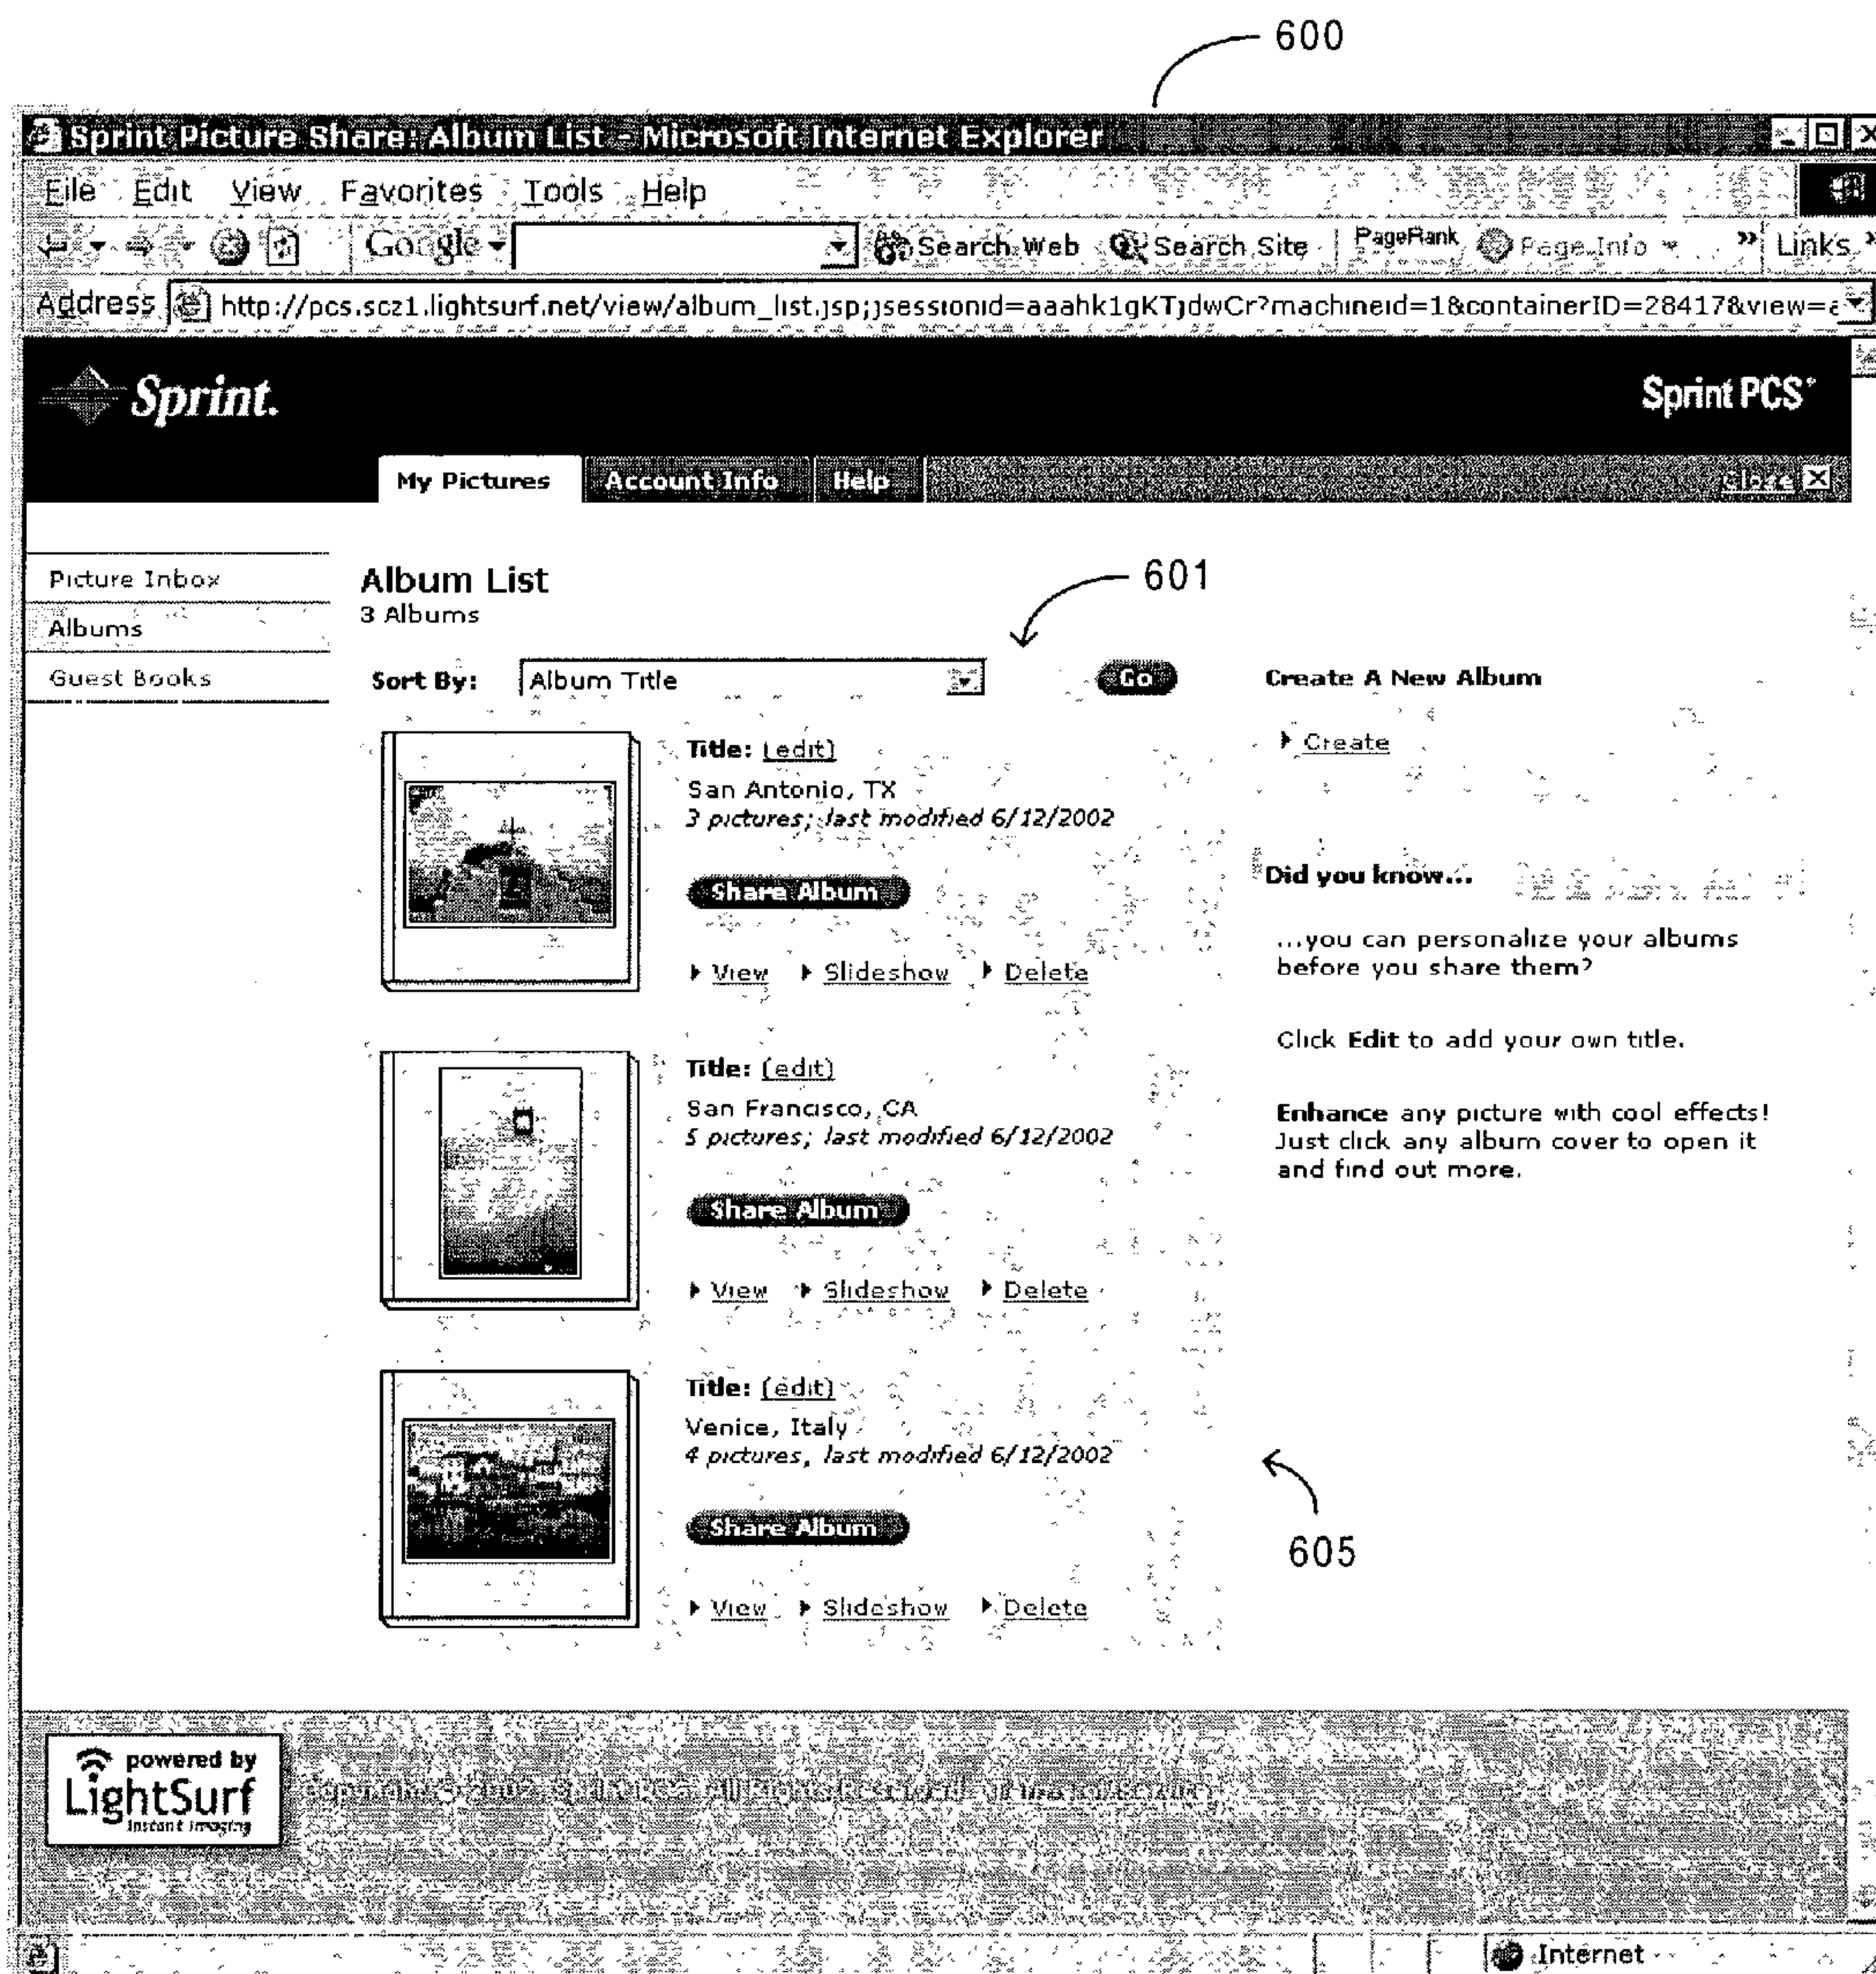 600
Sprint Picture Share: Album List - Microsoft Internet Explorer
File Edit View Favorites Tools Help
Google Search Web Search Site PageRank Page Info » Links »
Address http://pcs.scz1.lightsurf.net/view/album_list.jsp;jsessionid=aaahk1gKTjdwCr?machineid=1&containerID=28417&view=a
Sprint. Sprint PCS
My Pictures Account Info Help Close
Picture Inbox
Albums
Guest Books
Album List
3 Albums
601
Sort By: Album Title Go
Title: (edit)
San Antonio, TX
3 pictures; last modified 6/12/2002
Share Album
View Slideshow Delete
Title: (edit)
San Francisco, CA
5 pictures; last modified 6/12/2002
Share Album
View Slideshow Delete
Title: (edit)
Venice, Italy
4 pictures, last modified 6/12/2002
Share Album
View Slideshow Delete
605
Create A New Album
Create
Did you know...
...you can personalize your albums
before you share them?
Click Edit to add your own title.
Enhance any picture with cool effects!
Just click any album cover to open it
and find out more.
powered by
LightSurf
Instant Imaging
Internet